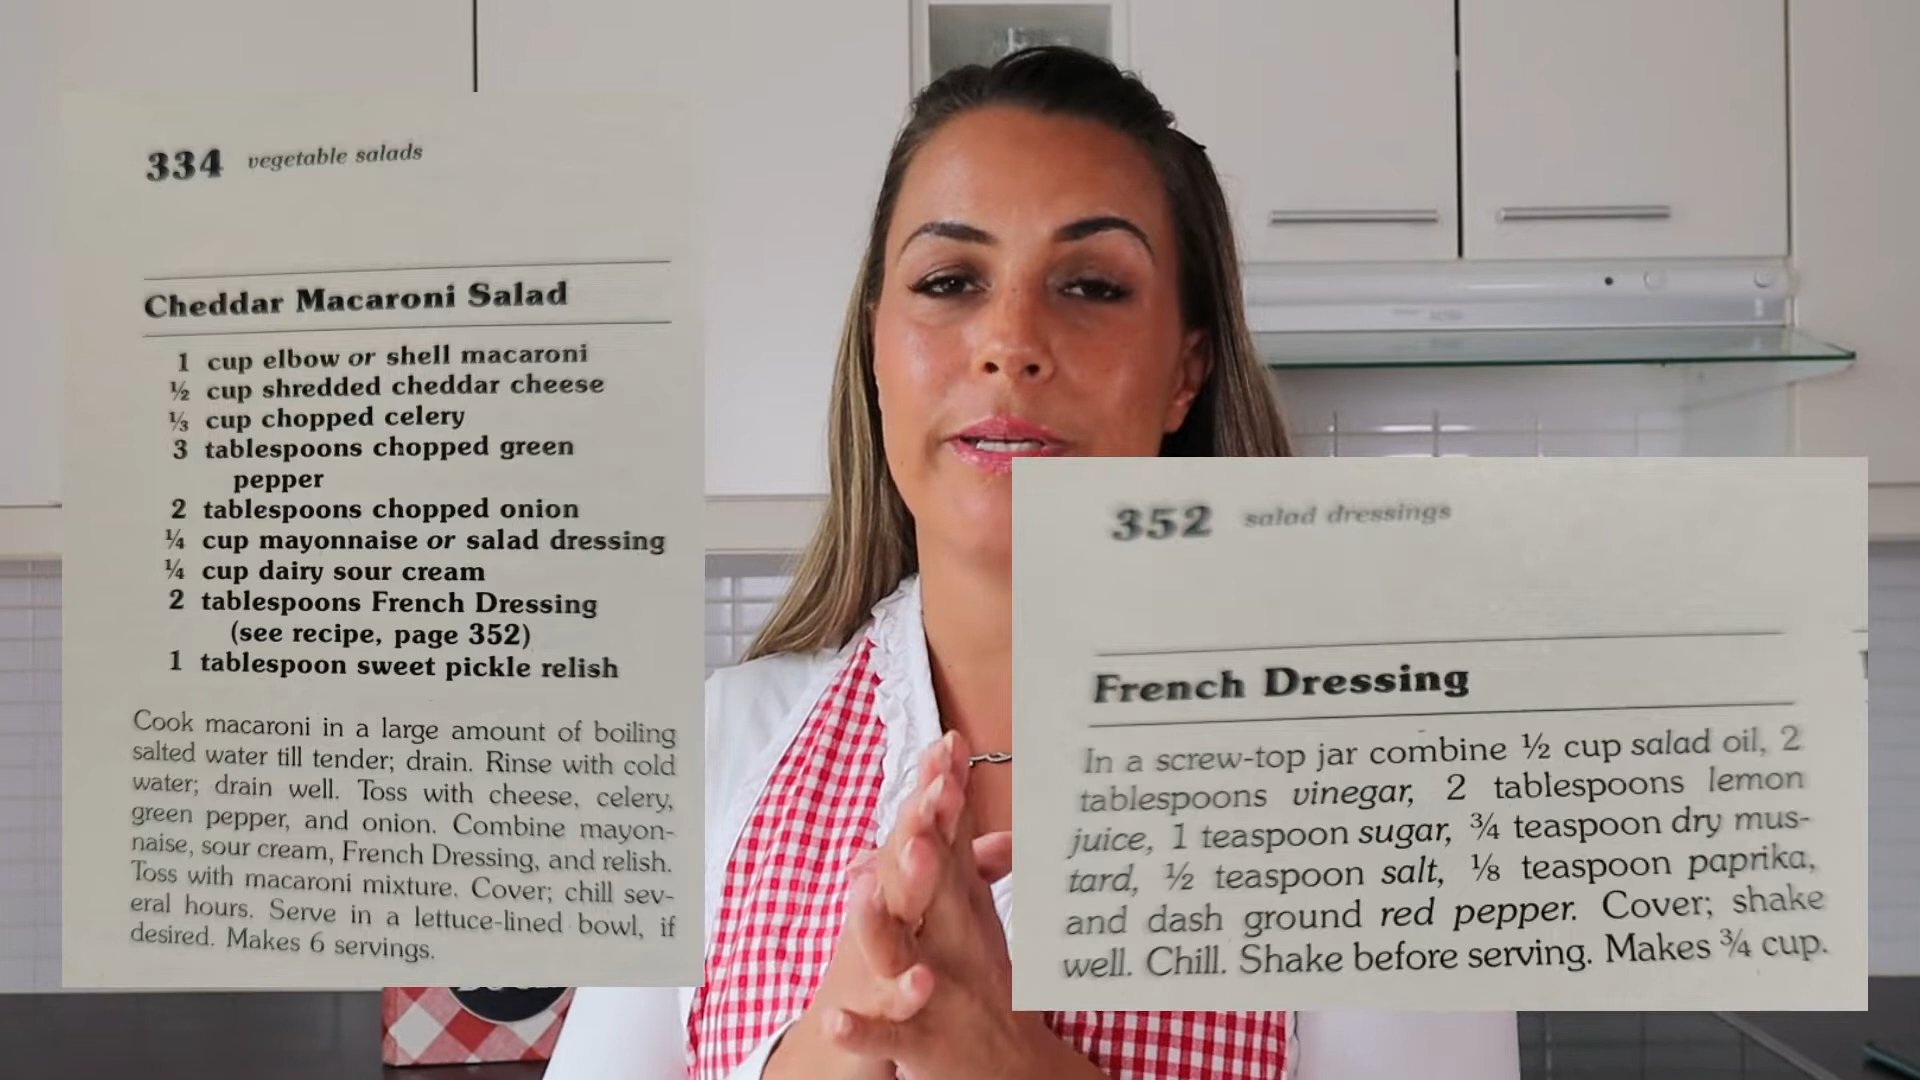 334 vegetable salads
Cheddar Macaroni Salad
1 cup elbow or shell macaroni
½ cup shredded cheddar cheese
⅓ cup chopped celery
3 tablespoons chopped green
pepper
2 tablespoons chopped onion
¼ cup mayonnaise or salad dressing
¼ cup dairy sour cream
2 tablespoons French Dressing
(see recipe, page 352)
1 tablespoon sweet pickle relish
Cook macaroni in a large amount of boiling
salted water till tender; drain. Rinse with cold
water; drain well. Toss with cheese, celery,
green pepper, and onion. Combine mayon-
naise, sour cream, French Dressing, and relish.
Toss with macaroni mixture. Cover; chill sev-
eral hours. Serve in a lettuce-lined bowl, if
desired. Makes 6 servings.
352 salad dressings
French Dressing
In a screw-top jar combine ½ cup salad oil, 2
tablespoons vinegar, 2 tablespoons lemon
juice, 1 teaspoon sugar, ¾ teaspoon dry mus-
tard, ½ teaspoon salt, ⅛ teaspoon paprika,
and dash ground red pepper. Cover; shake
well. Chill. Shake before serving. Makes ¾ cup.